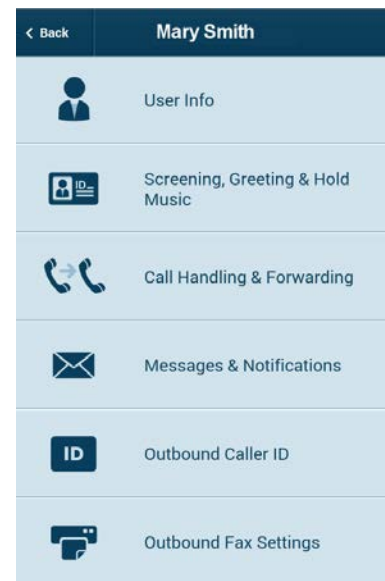 < Back Mary Smith
User Info
ID
Screening, Greeting & Hold
Music
Call Handling & Forwarding
Messages & Notifications
ID
Outbound Caller ID
Outbound Fax Settings